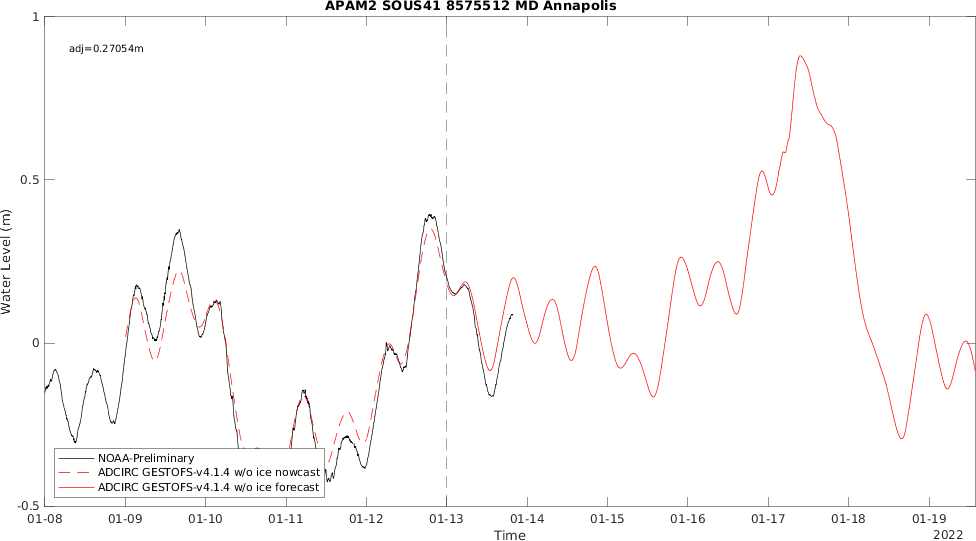 APAM2 SOUS41 8575512 MD Annapolis
adj=0.27054m
Water Level (m)
1
0.5
0
-0.5
NOAA-Preliminary
ADCIRC GESTOFS-v4.1.4 w/o ice nowcast
ADCIRC GESTOFS-v4.1.4 w/o ice forecast
01-08 01-09 01-10 01-11 01-12 01-13 01-14 01-15 01-16 01-17 01-18 01-19
Time
2022